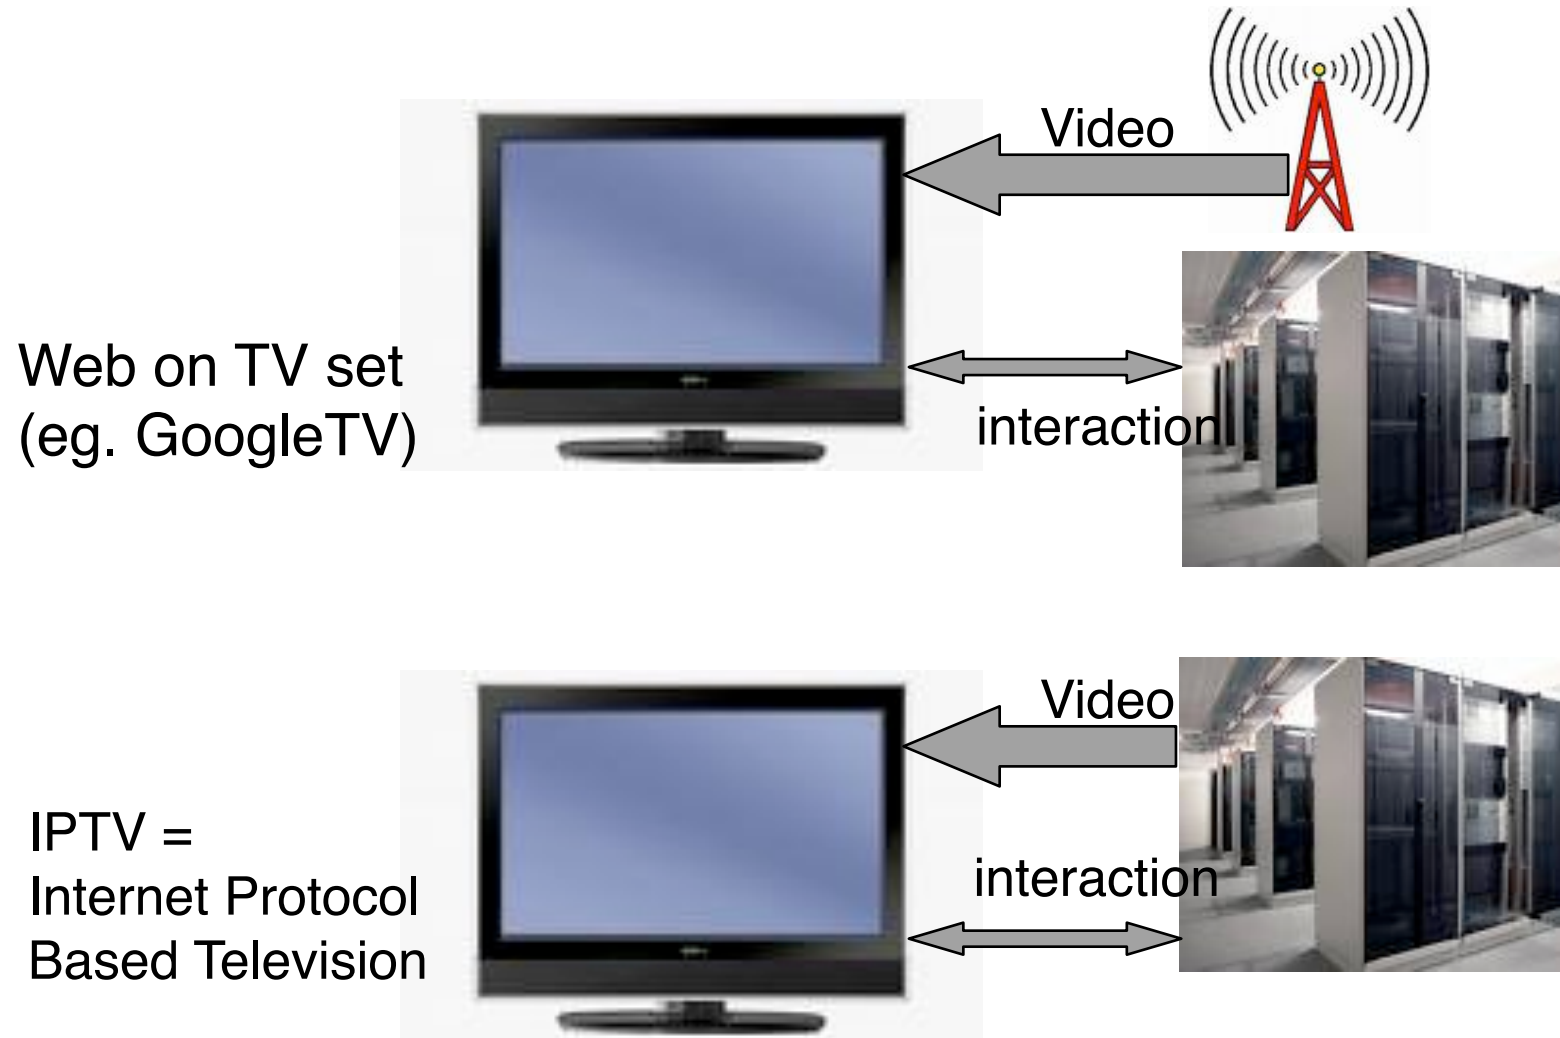 Video
Web on TV set
(eg. GoogleTV)
interaction
Video
IPTV =
Internet Protocol
Based Television
interaction